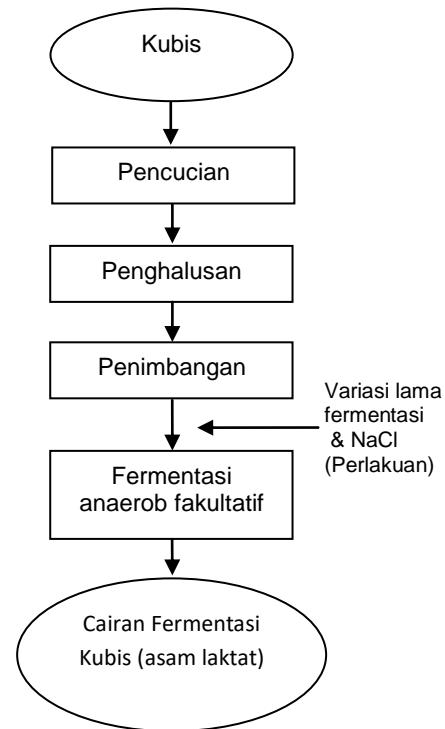 Kubis
Pencucian
Penghalusan
Penimbangan
Variasi lama
fermentasi
& NaCl
(Perlakuan)
Fermentasi
anaerob fakultatif
Cairan Fermentasi
Kubis (asam laktat)